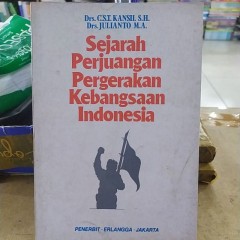 Drs. C.S.T. KANSIL S.H.
Drs. JULIANTO M.A.
Sejarah
Perjuangan
Pergerakan
Kebangsaan
Indonesia
PENERBIT - ERLANGGA - JAKARTA